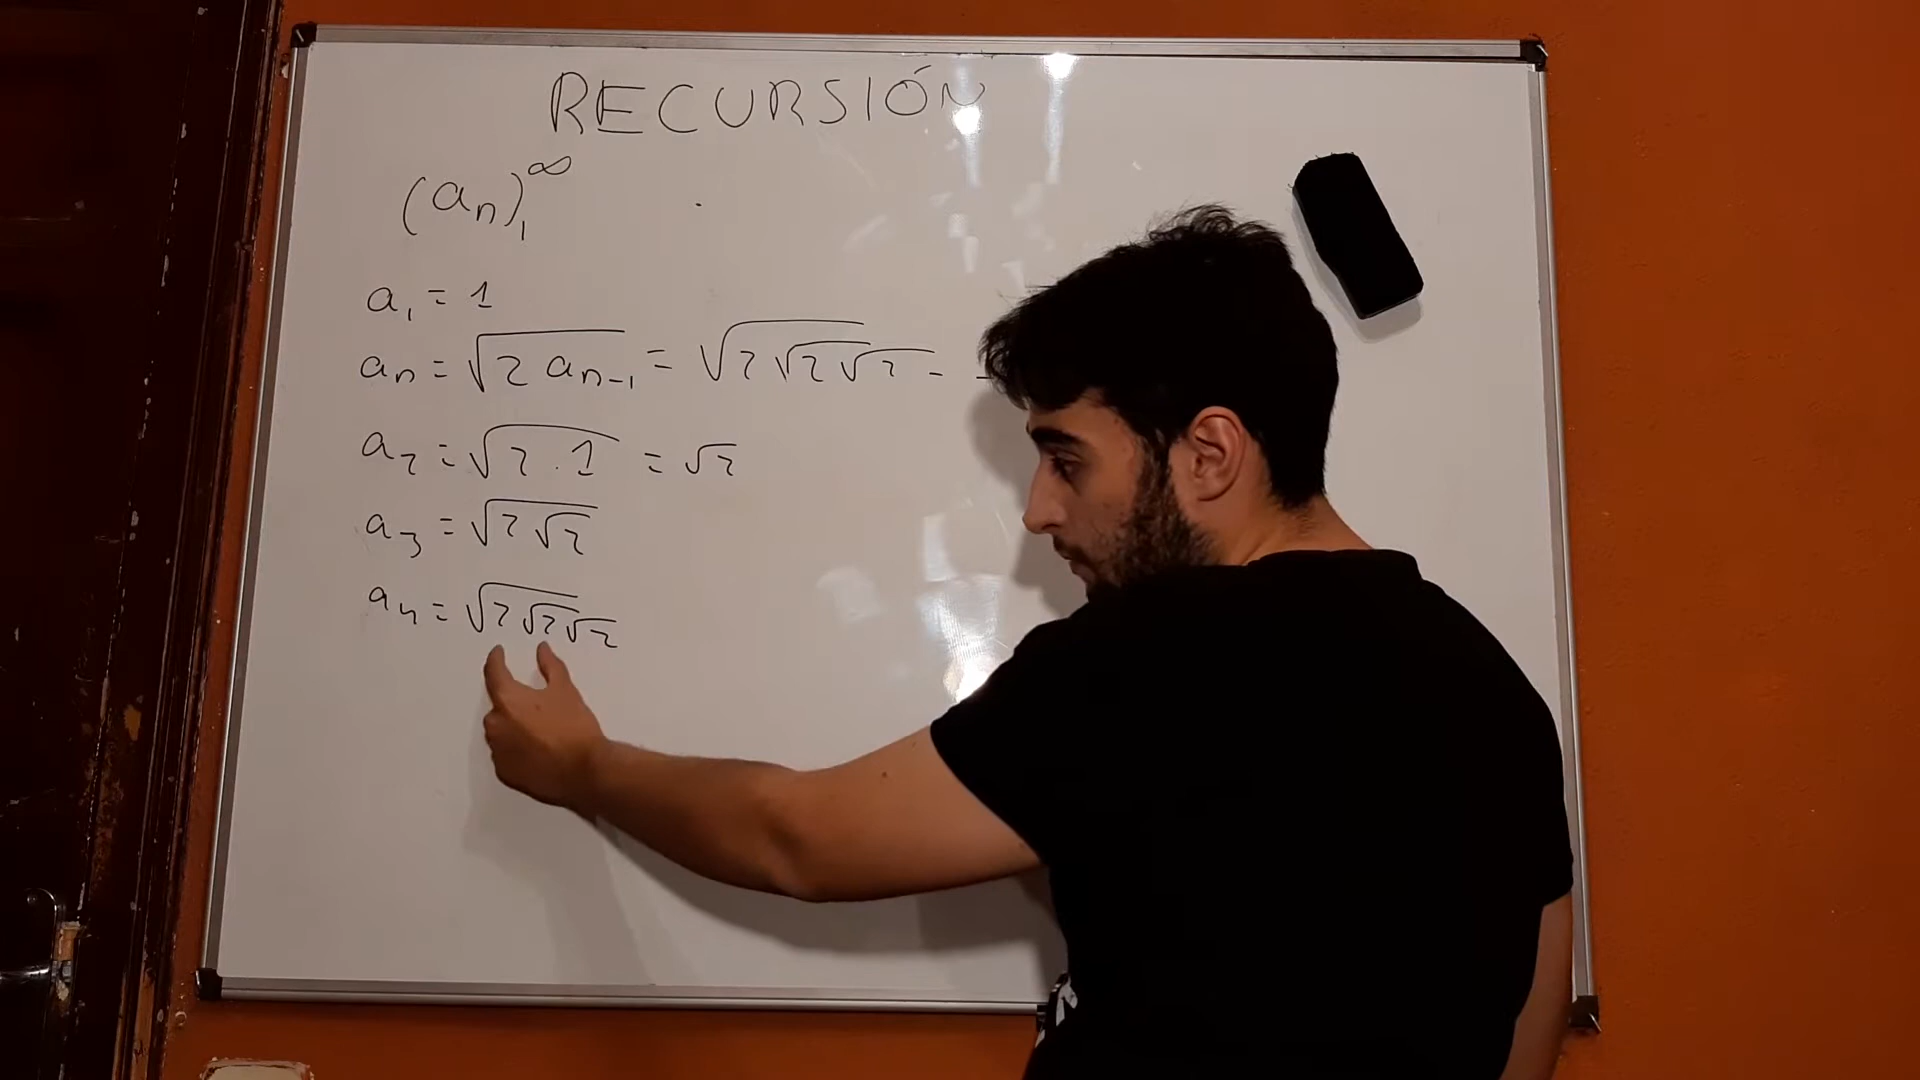 RECURSIÓN
(aₙ)₁^∞
a₁ = 1
aₙ = √(2 aₙ₋₁) = √(2√(2√(2 - -
a₂ = √(2 . 1) = √2
a₃ = √(2√2)
a₄ = √(2√(2√2))